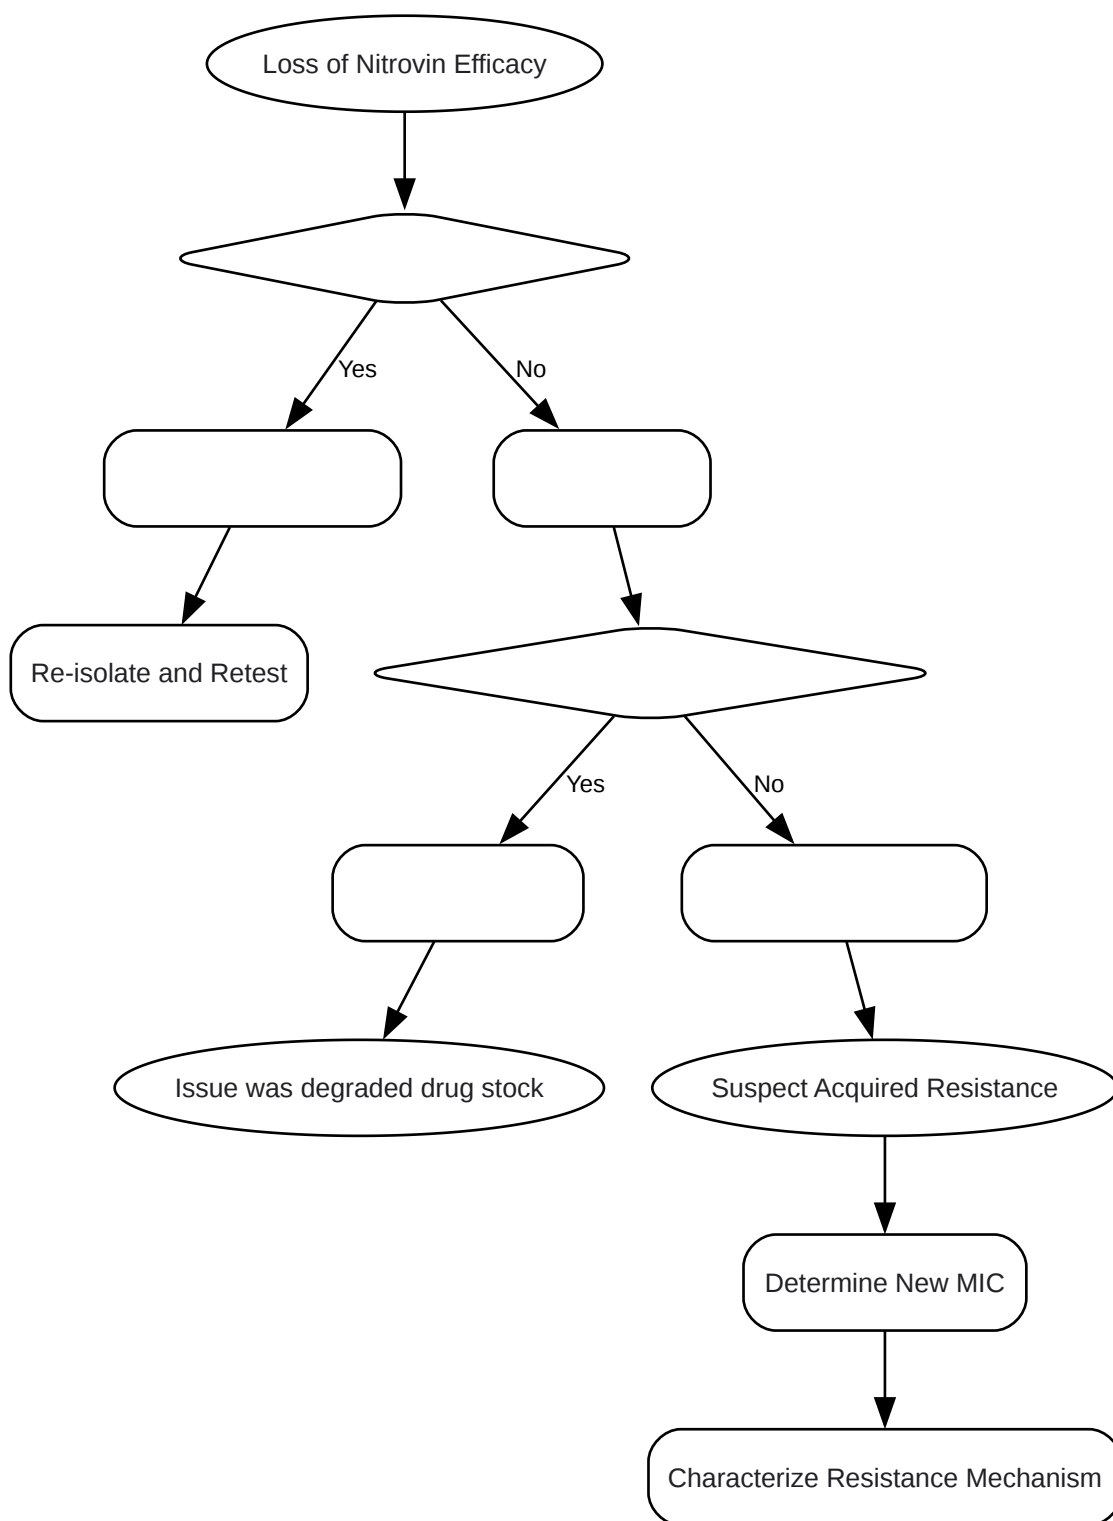 Loss of Nitrovin Efficacy
Yes
No
Re-isolate and Retest
Yes
No
Issue was degraded drug stock
Suspect Acquired Resistance
Determine New MIC
Characterize Resistance Mechanism